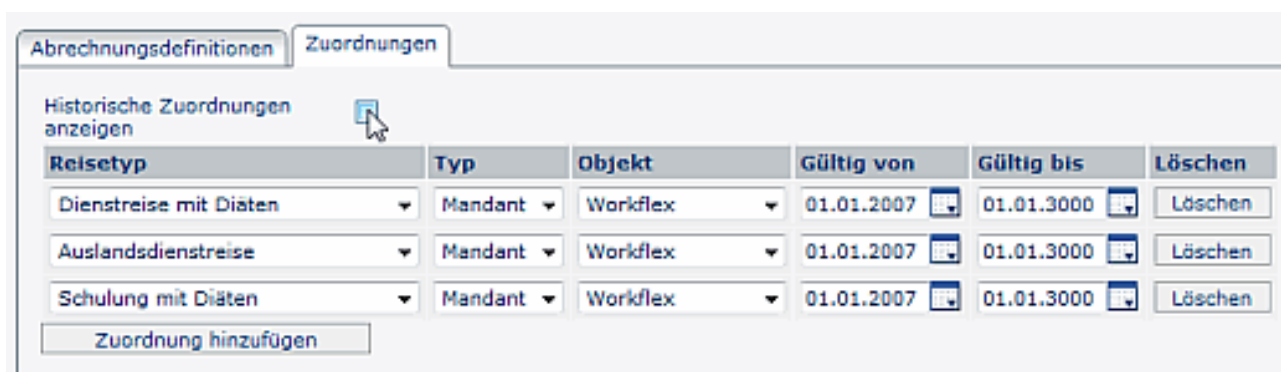 Abrechnungsdefinitionen Zuordnungen
Historische Zuordnungen
anzeigen
Reisetyp Typ Objekt Gültig von Gültig bis Löschen
Dienstreise mit Diäten Mandant Workflex 01.01.2007 01.01.3000 Löschen
Auslandsdienstreise Mandant Workflex 01.01.2007 01.01.3000 Löschen
Schulung mit Diäten Mandant Workflex 01.01.2007 01.01.3000 Löschen
Zuordnung hinzufügen